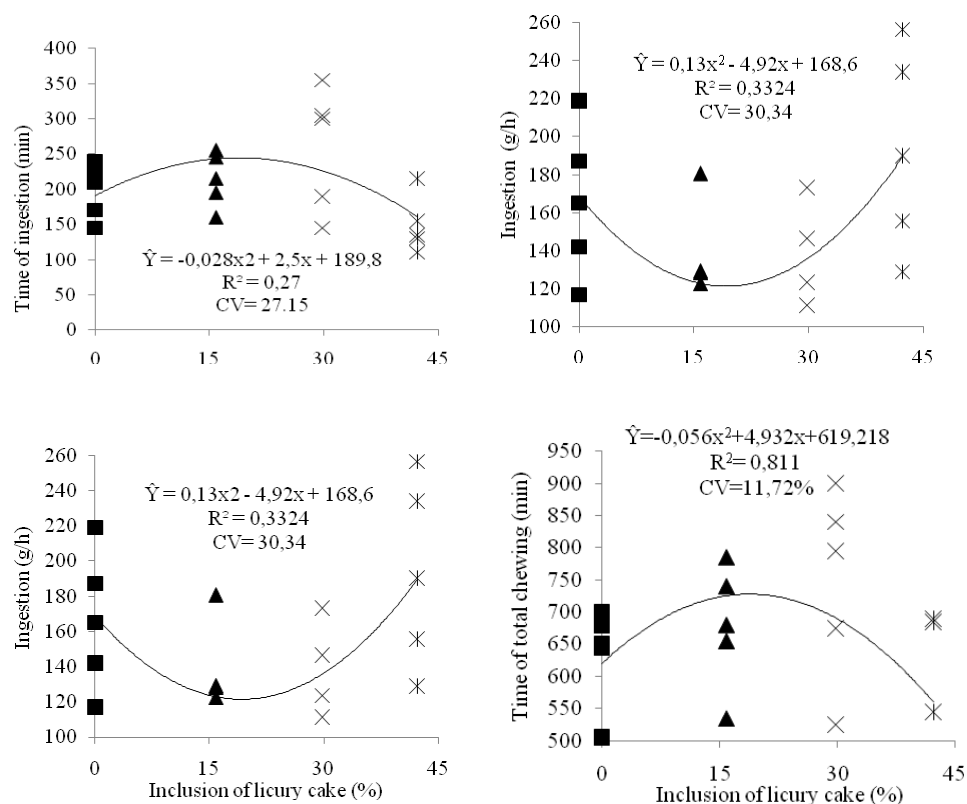 Time of ingestion (min)
400
350
300
250
200
150
100
50
0
0 15 30 45
Ŷ = -0,028x2 + 2,5x + 189,8
R² = 0,27
CV= 27.15
Ingestion (g/h)
260
240
220
200
180
160
140
120
100
0 15 30 45
Ŷ = 0,13x² - 4,92x + 168,6
R² = 0,3324
CV= 30,34
Ingestion (g/h)
260
240
220
200
180
160
140
120
100
0 15 30 45
Ŷ = 0,13x2 - 4,92x + 168,6
R² = 0,3324
CV= 30,34
Inclusion of licury cake (%)
Time of total chewing (min)
Ŷ=-0,056x²+4,932x+619,218
R²= 0,811
CV=11,72%
950
900
850
800
750
700
650
600
550
500
0 15 30 45
Inclusion of licury cake (%)